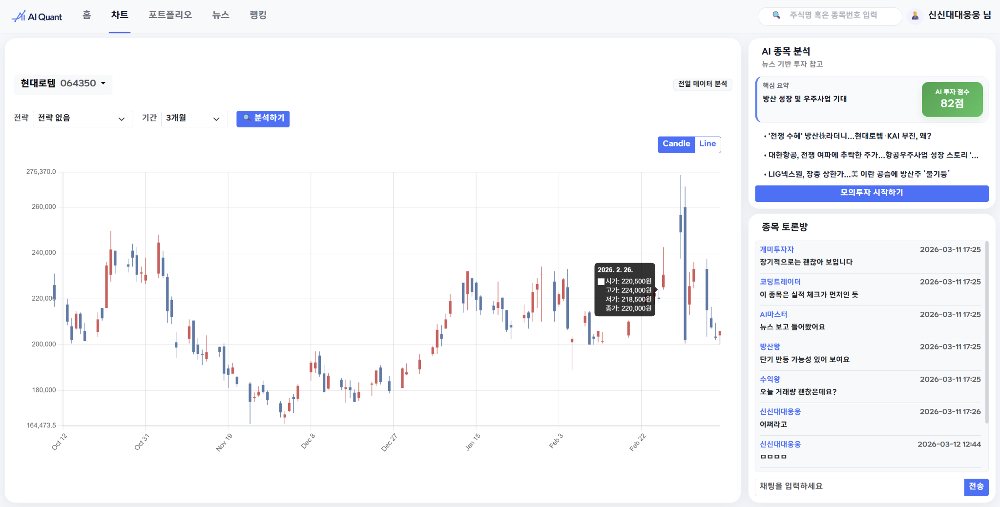 AI Quant
홈
차트
포트폴리오
뉴스
랭킹
주식명 혹은 종목번호 입력
신신대대웅웅 님
현대로템 064350
전일 데이터 분석
전략
전략 없음
기간
3개월
분석하기
Candle
Line
275,370.0
260,000
240,000
220,000
200,000
180,000
164,473.5
Oct 12
Oct 31
Nov 19
Dec 8
Dec 27
Jan 15
Feb 3
Feb 22
2026. 2. 26.
시가: 220,500원
고가: 224,000원
저가: 218,500원
종가: 220,000원
AI 종목 분석
뉴스 기반 투자 참고
핵심 요약
방산 성장 및 우주사업 기대
AI 투자 점수
82점
• '전쟁 수혜' 방산株라더니…현대로템·KAI 부진, 왜?
• 대한항공, 전쟁 여파에 추락한 주가…항공우주사업 성장 스토리 '...
• LIG넥스원, 장중 상한가…美 이란 공습에 방산주 ‘불기둥’
모의투자 시작하기
종목 토론방
개미투자자 2026-03-11 17:25
장기적으로는 괜찮아 보입니다
코딩트레이더 2026-03-11 17:25
이 종목은 실적 체크가 먼저인 듯
AI마스터 2026-03-11 17:25
뉴스 보고 들어왔어요
방산왕 2026-03-11 17:25
단기 반등 가능성 있어 보여요
수익왕 2026-03-11 17:25
오늘 거래량 괜찮은데요?
신신대대웅웅 2026-03-11 17:26
어쩌라고
신신대대웅웅 2026-03-12 12:44
ㅁㅁㅁㅁ
채팅을 입력하세요
전송